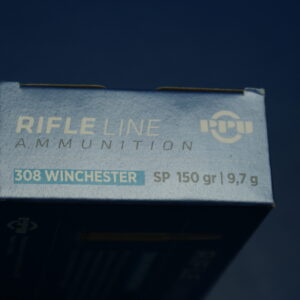 RIFLE LINE
AMMUNITION
PPU
308 WINCHESTER SP 150 gr | 9,7 g